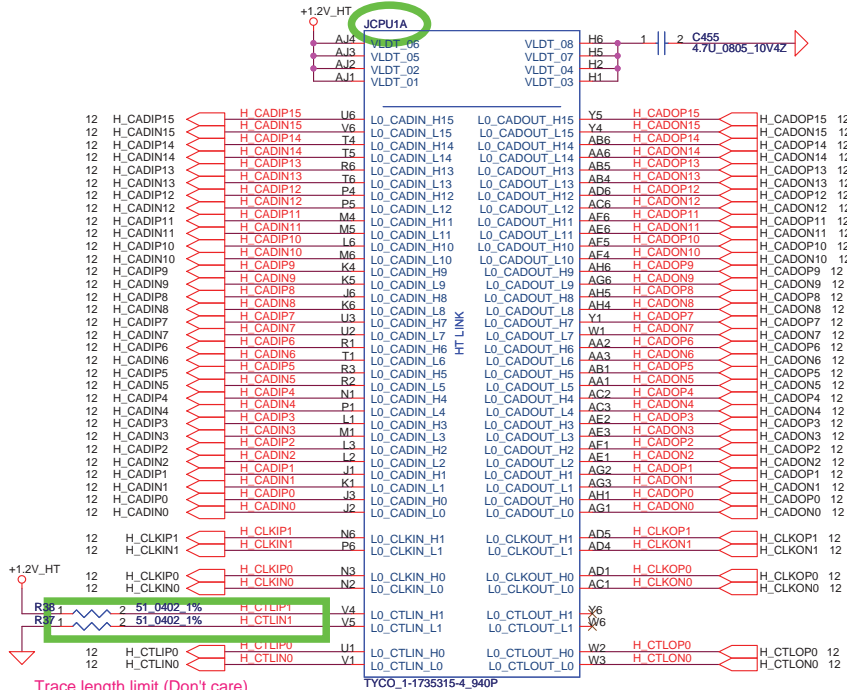 +1.2V_HT
JCPU1A
AJ4 VLDT_06 VLDT_08 H6 1 2 C455
AJ3 VLDT_05 VLDT_07 H5 4.7U_0805_10V4Z
AJ2 VLDT_02 VLDT_04 H2
AJ1 VLDT_01 VLDT_03 H1
12 H_CADIP15 H_CADIP15 U6 L0_CADIN_H15 L0_CADOUT_H15 Y5 H_CADOP15 H_CADOP15 12
12 H_CADIN15 H_CADIN15 V6 L0_CADIN_L15 L0_CADOUT_L15 Y4 H_CADON15 H_CADON15 12
12 H_CADIP14 H_CADIP14 T4 L0_CADIN_H14 L0_CADOUT_H14 AB6 H_CADOP14 H_CADOP14 12
12 H_CADIN14 H_CADIN14 T5 L0_CADIN_L14 L0_CADOUT_L14 AA6 H_CADON14 H_CADON14 12
12 H_CADIP13 H_CADIP13 R6 L0_CADIN_H13 L0_CADOUT_H13 AB5 H_CADOP13 H_CADOP13 12
12 H_CADIN13 H_CADIN13 T6 L0_CADIN_L13 L0_CADOUT_L13 AB4 H_CADON13 H_CADON13 12
12 H_CADIP12 H_CADIP12 P4 L0_CADIN_H12 L0_CADOUT_H12 AD6 H_CADOP12 H_CADOP12 12
12 H_CADIN12 H_CADIN12 P5 L0_CADIN_L12 L0_CADOUT_L12 AC6 H_CADON12 H_CADON12 12
12 H_CADIP11 H_CADIP11 M4 L0_CADIN_H11 L0_CADOUT_H11 AF6 H_CADOP11 H_CADOP11 12
12 H_CADIN11 H_CADIN11 M5 L0_CADIN_L11 L0_CADOUT_L11 AE6 H_CADON11 H_CADON11 12
12 H_CADIP10 H_CADIP10 L6 L0_CADIN_H10 L0_CADOUT_H10 AF5 H_CADOP10 H_CADOP10 12
12 H_CADIN10 H_CADIN10 M6 L0_CADIN_L10 L0_CADOUT_L10 AF4 H_CADON10 H_CADON10 12
12 H_CADIP9 H_CADIP9 K4 L0_CADIN_H9 L0_CADOUT_H9 AH6 H_CADOP9 H_CADOP9 12
12 H_CADIN9 H_CADIN9 K5 L0_CADIN_L9 L0_CADOUT_L9 AG6 H_CADON9 H_CADON9 12
12 H_CADIP8 H_CADIP8 J6 L0_CADIN_H8 L0_CADOUT_H8 AH5 H_CADOP8 H_CADOP8 12
12 H_CADIN8 H_CADIN8 K6 L0_CADIN_L8 L0_CADOUT_L8 AH4 H_CADON8 H_CADON8 12
12 H_CADIP7 H_CADIP7 U3 L0_CADIN_H7 L0_CADOUT_H7 Y1 H_CADOP7 H_CADOP7 12
12 H_CADIN7 H_CADIN7 U2 L0_CADIN_L7 L0_CADOUT_L7 W1 H_CADON7 H_CADON7 12
HT LINK
12 H_CADIP6 H_CADIP6 R1 L0_CADIN_H6 L0_CADOUT_H6 AA2 H_CADOP6 H_CADOP6 12
12 H_CADIN6 H_CADIN6 T1 L0_CADIN_L6 L0_CADOUT_L6 AA3 H_CADON6 H_CADON6 12
12 H_CADIP5 H_CADIP5 R3 L0_CADIN_H5 L0_CADOUT_H5 AB1 H_CADOP5 H_CADOP5 12
12 H_CADIN5 H_CADIN5 R2 L0_CADIN_L5 L0_CADOUT_L5 AA1 H_CADON5 H_CADON5 12
12 H_CADIP4 H_CADIP4 N1 L0_CADIN_H4 L0_CADOUT_H4 AC2 H_CADOP4 H_CADOP4 12
12 H_CADIN4 H_CADIN4 P1 L0_CADIN_L4 L0_CADOUT_L4 AC3 H_CADON4 H_CADON4 12
12 H_CADIP3 H_CADIP3 L1 L0_CADIN_H3 L0_CADOUT_H3 AE2 H_CADOP3 H_CADOP3 12
12 H_CADIN3 H_CADIN3 M1 L0_CADIN_L3 L0_CADOUT_L3 AE3 H_CADON3 H_CADON3 12
12 H_CADIP2 H_CADIP2 L3 L0_CADIN_H2 L0_CADOUT_H2 AF1 H_CADOP2 H_CADOP2 12
12 H_CADIN2 H_CADIN2 L2 L0_CADIN_L2 L0_CADOUT_L2 AE1 H_CADON2 H_CADON2 12
12 H_CADIP1 H_CADIP1 J1 L0_CADIN_H1 L0_CADOUT_H1 AG2 H_CADOP1 H_CADOP1 12
12 H_CADIN1 H_CADIN1 K1 L0_CADIN_L1 L0_CADOUT_L1 AG3 H_CADON1 H_CADON1 12
12 H_CADIP0 H_CADIP0 J3 L0_CADIN_H0 L0_CADOUT_H0 AH1 H_CADOP0 H_CADOP0 12
12 H_CADIN0 H_CADIN0 J2 L0_CADIN_L0 L0_CADOUT_L0 AG1 H_CADON0 H_CADON0 12
12 H_CLKIP1 H_CLKIP1 N6 L0_CLKIN_H1 L0_CLKOUT_H1 AD5 H_CLKOP1 H_CLKOP1 12
12 H_CLKIN1 H_CLKIN1 P6 L0_CLKIN_L1 L0_CLKOUT_L1 AD4 H_CLKON1 H_CLKON1 12
+1.2V_HT
12 H_CLKIP0 H_CLKIP0 N3 L0_CLKIN_H0 L0_CLKOUT_H0 AD1 H_CLKOP0 H_CLKOP0 12
12 H_CLKIN0 H_CLKIN0 N2 L0_CLKIN_L0 L0_CLKOUT_L0 AC1 H_CLKON0 H_CLKON0 12
R38 1 2 51_0402_1% H_CTLIP1 V4 L0_CTLIN_H1 L0_CTLOUT_H1 Y6
R37 1 2 51_0402_1% H_CTLIN1 V5 L0_CTLIN_L1 L0_CTLOUT_L1 W6
12 H_CTLIP0 H_CTLIP0 U1 L0_CTLIN_H0 L0_CTLOUT_H0 W2 H_CTLOP0 H_CTLOP0 12
12 H_CTLIN0 H_CTLIN0 V1 L0_CTLIN_L0 L0_CTLOUT_L0 W3 H_CTLON0 H_CTLON0 12
Trace length limit (Don't care)
TYCO_1-1735315-4_940P